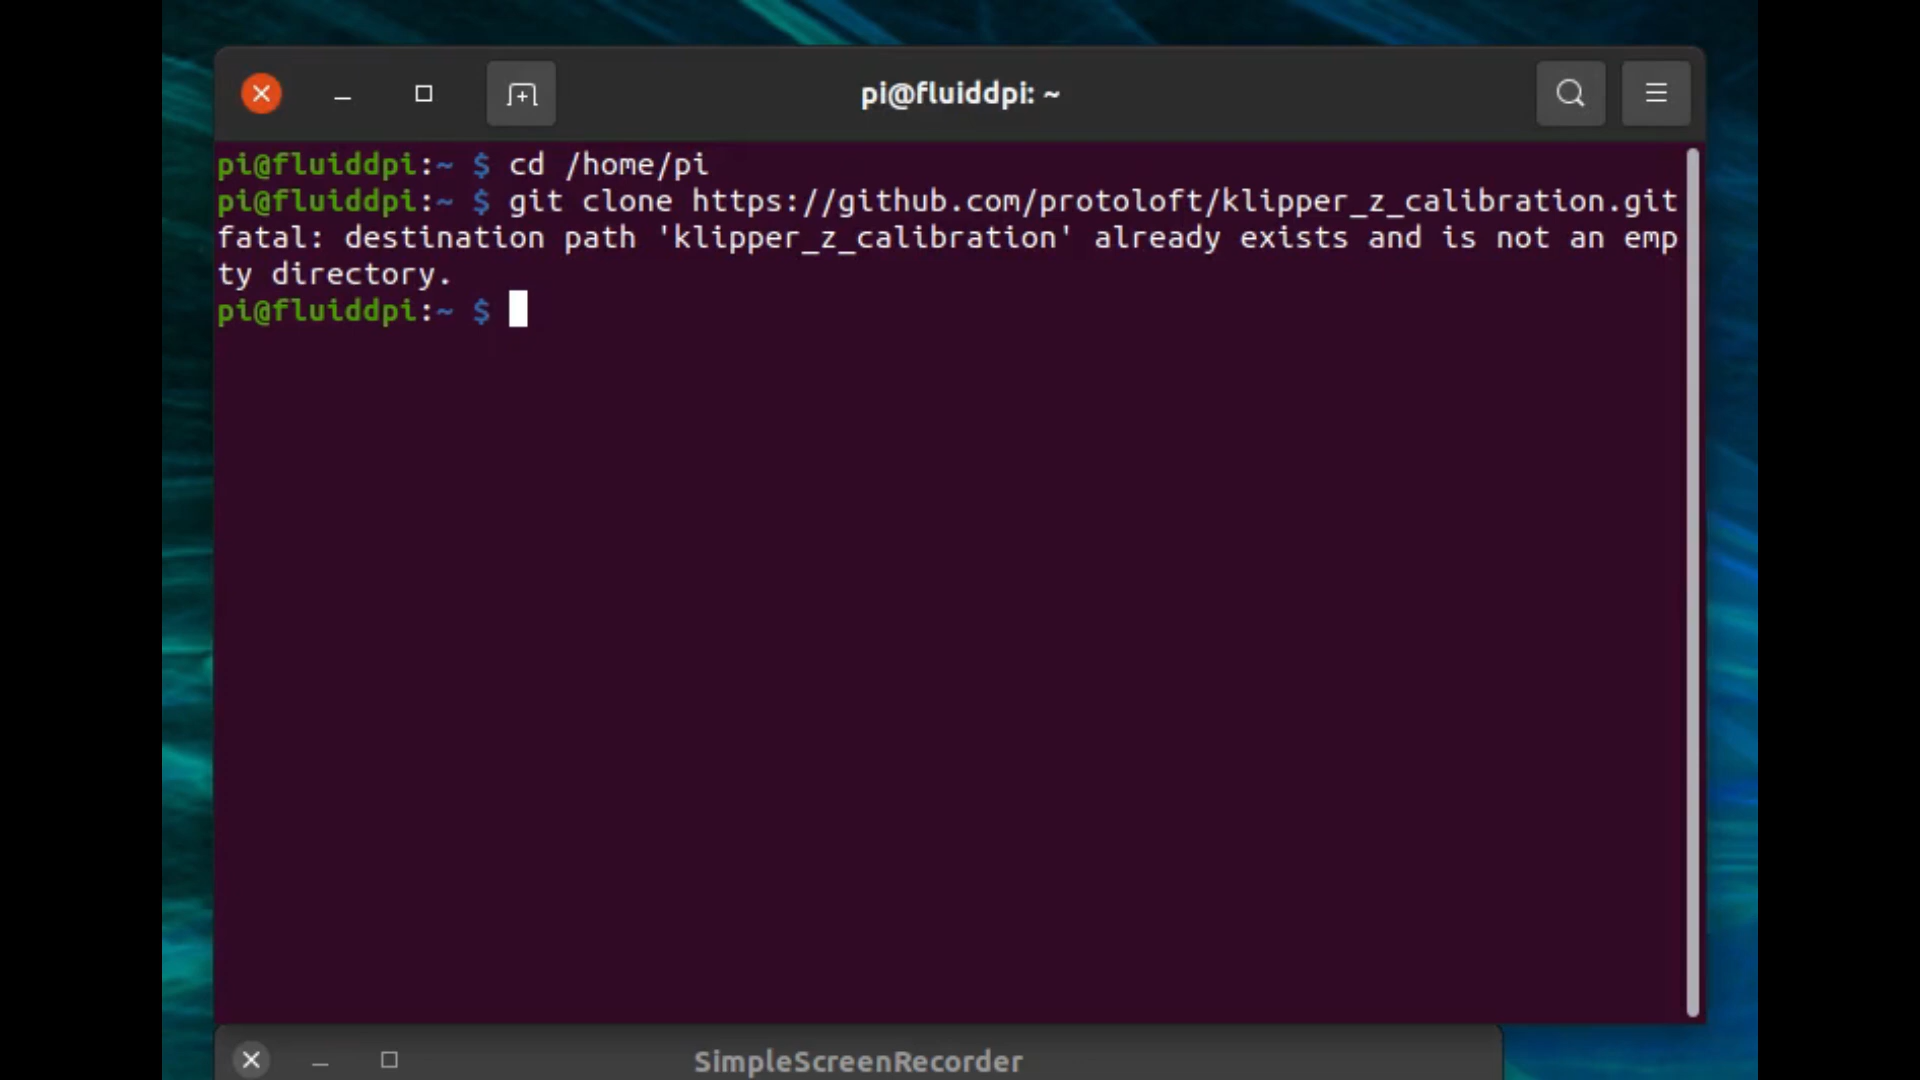 pi@fluiddpi: ~
pi@fluiddpi:~ $ cd /home/pi
pi@fluiddpi:~ $ git clone https://github.com/protoloft/klipper_z_calibration.git
fatal: destination path 'klipper_z_calibration' already exists and is not an emp
ty directory.
pi@fluiddpi:~ $
SimpleScreenRecorder